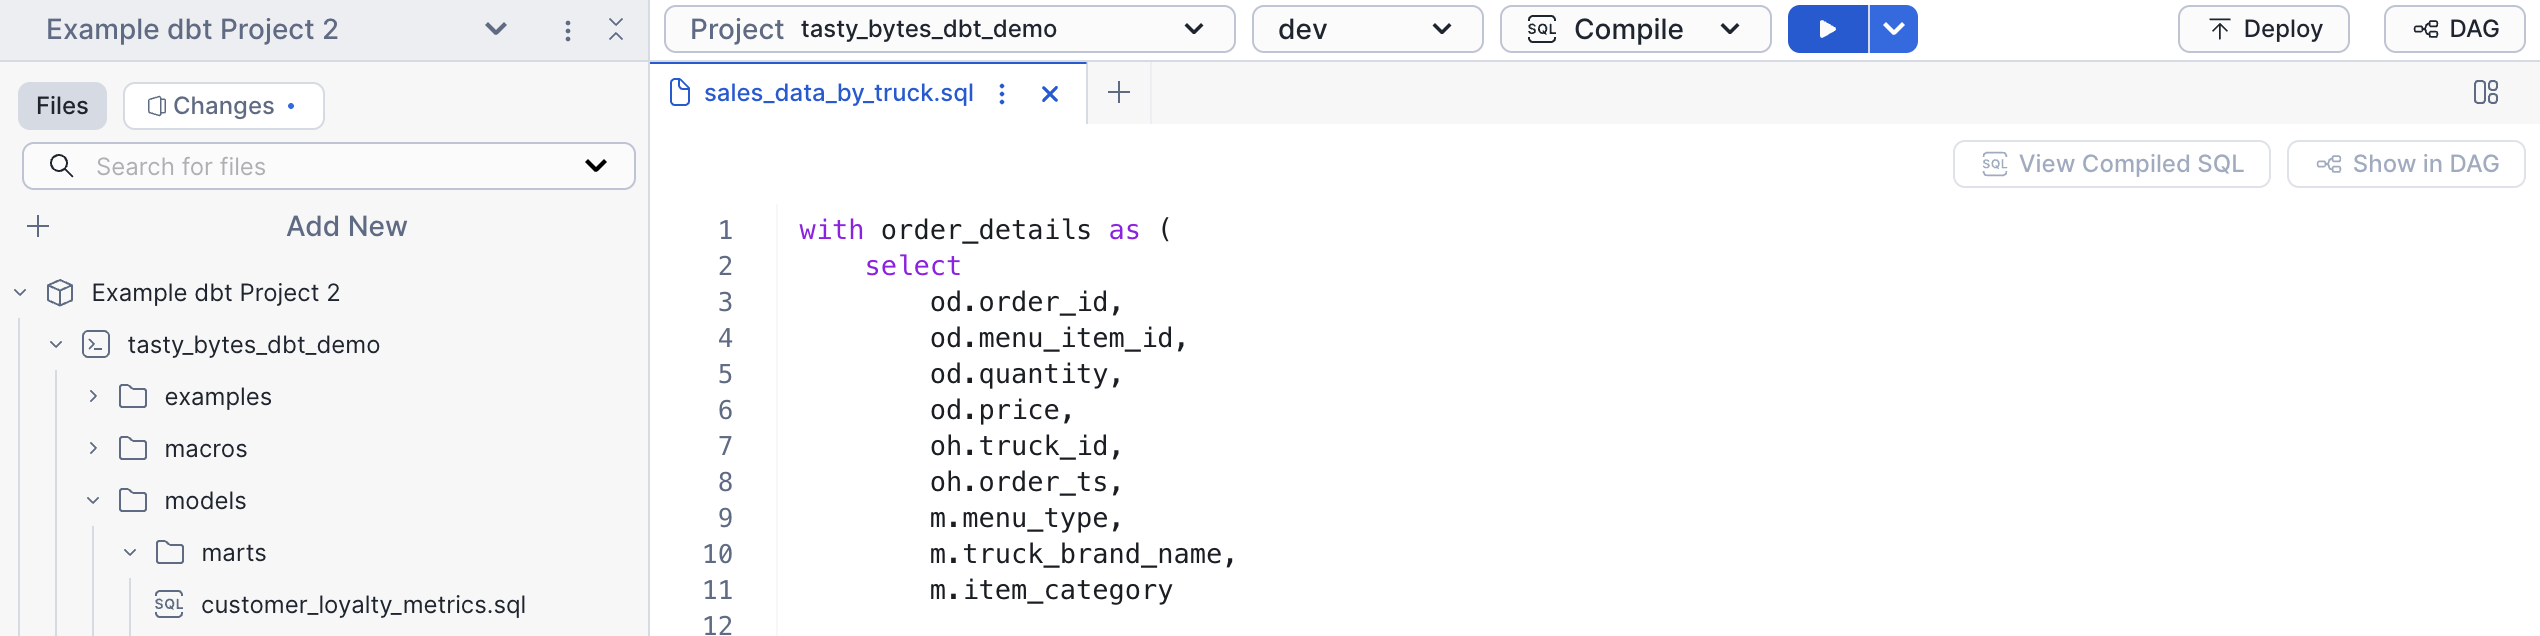 Example dbt Project 2
Project tasty_bytes_dbt_demo
dev
SQL Compile
Deploy
DAG
Files
Changes
sales_data_by_truck.sql
Search for files
SQL View Compiled SQL
Show in DAG
Add New
Example dbt Project 2
tasty_bytes_dbt_demo
examples
macros
models
marts
SQL customer_loyalty_metrics.sql
1 with order_details as (
2 select
3 od.order_id,
4 od.menu_item_id,
5 od.quantity,
6 od.price,
7 oh.truck_id,
8 oh.order_ts,
9 m.menu_type,
10 m.truck_brand_name,
11 m.item_category
12